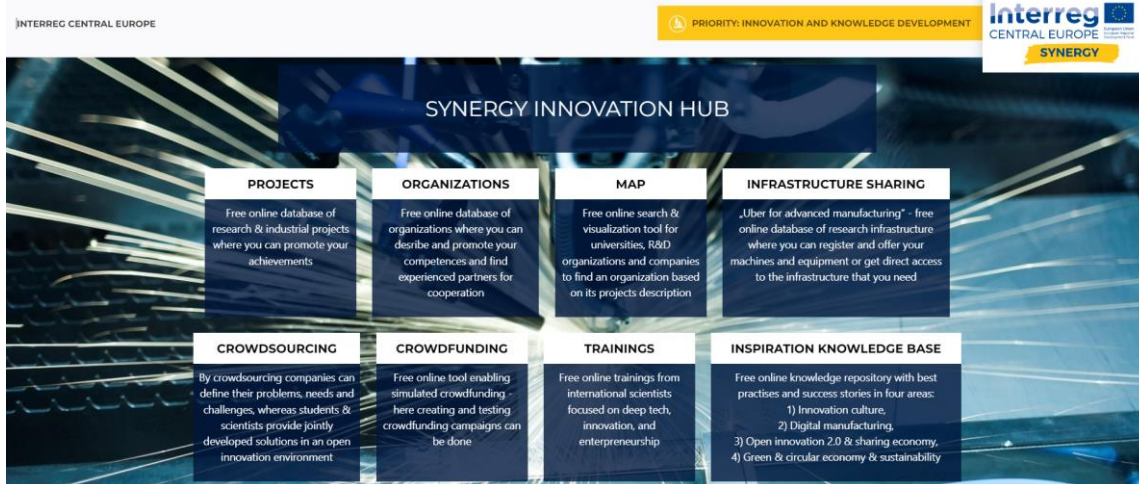 INTERREG CENTRAL EUROPE
PRIORITY: INNOVATION AND KNOWLEDGE DEVELOPMENT
Interreg
CENTRAL EUROPE
European Union
European Regional
Development Fund
SYNERGY
SYNERGY INNOVATION HUB
PROJECTS
Free online database of
research & industrial projects
where you can promote your
achievements
ORGANIZATIONS
Free online database of
organizations where you can
desribe and promote your
competences and find
experienced partners for
cooperation
MAP
Free online search &
visualization tool for
universities, R&D
organizations and companies
to find an organization based
on its projects description
INFRASTRUCTURE SHARING
„Uber for advanced manufacturing" - free
online database of research infrastructure
where you can register and offer your
machines and equipment or get direct access
to the infrastructure that you need
CROWDSOURCING
By crowdsourcing companies can
define their problems, needs and
challenges, whereas students &
scientists provide jointly
developed solutions in an open
innovation environment
CROWDFUNDING
Free online tool enabling
simulated crowdfunding -
here creating and testing
crowdfunding campaigns can
be done
TRAININGS
Free online trainings from
international scientists
focused on deep tech,
innovation, and
enterpreneurship
INSPIRATION KNOWLEDGE BASE
Free online knowledge repository with best
practises and success stories in four areas:
1) Innovation culture,
2) Digital manufacturing,
3) Open innovation 2.0 & sharing economy,
4) Green & circular economy & sustainability